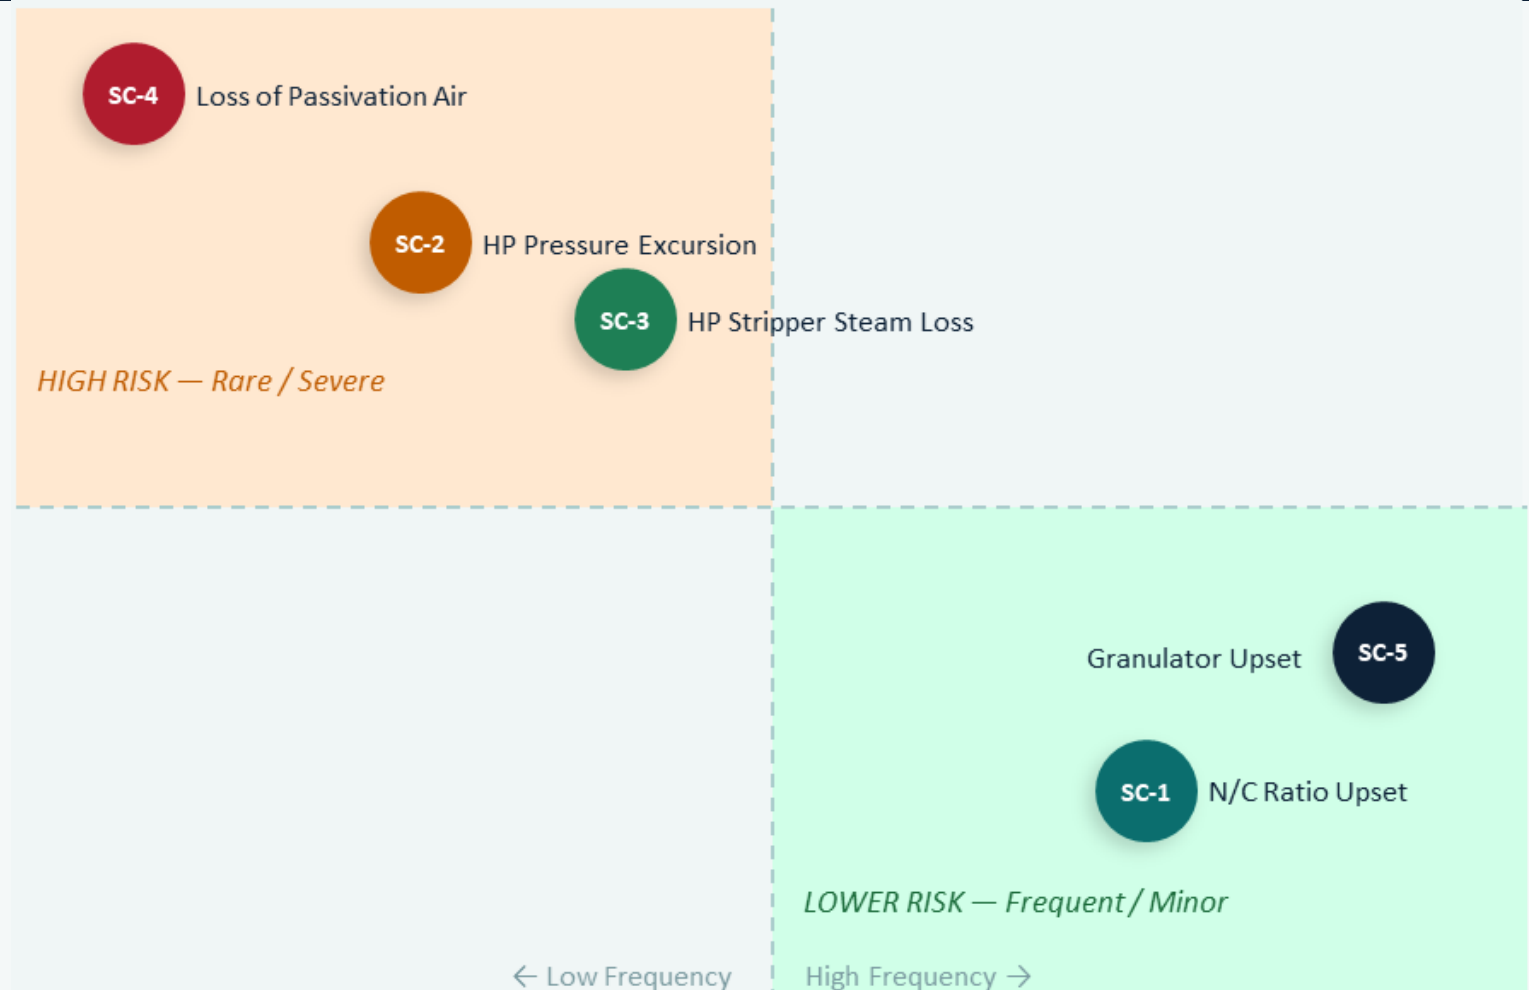 SC-4 Loss of Passivation Air
SC-2 HP Pressure Excursion
SC-3 HP Stripper Steam Loss
HIGH RISK — Rare / Severe
Granulator Upset SC-5
SC-1 N/C Ratio Upset
LOWER RISK — Frequent / Minor
← Low Frequency
High Frequency →